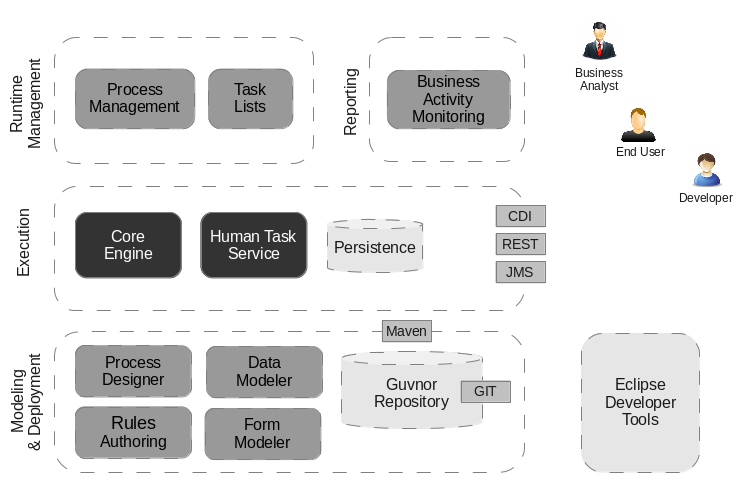 Runtime
Management
Process
Management
Task
Lists
Reporting
Business
Activity
Monitoring
Business
Analyst
End User
Developer
Execution
Core
Engine
Human Task
Service
Persistence
CDI
REST
JMS
Modeling
& Deployment
Process
Designer
Data
Modeler
Rules
Authoring
Form
Modeler
Maven
Guvnor
Repository
GIT
Eclipse
Developer
Tools